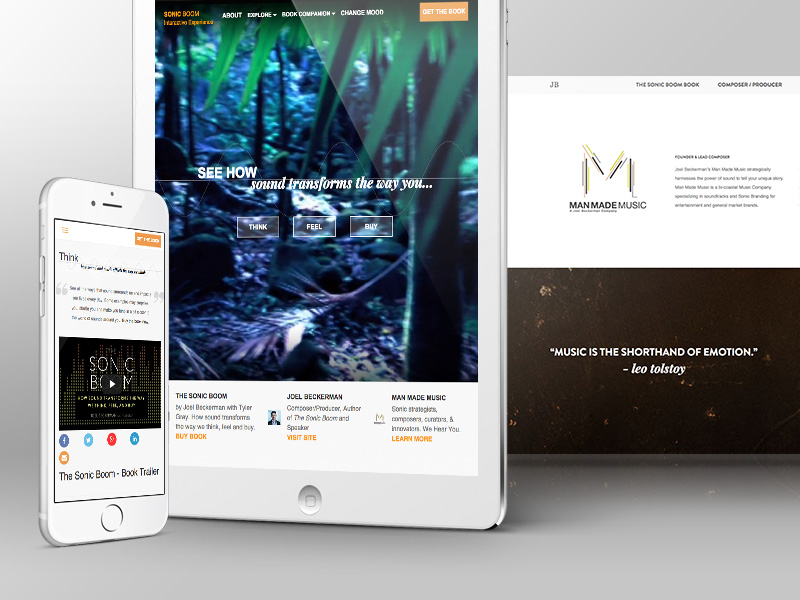 SONIC BOOM
Interactive Experience
ABOUT
EXPLORE
BOOK COMPANION
CHANGE MOOD
GET THE BOOK
SEE HOW
sound transforms the way you...
THINK
FEEL
BUY
THE SONIC BOOM
by Joel Beckerman with Tyler
Gray. How sound transforms
the way we think, feel and buy.
BUY BOOK
JOEL BECKERMAN
Composer/Producer, Author
of The Sonic Boom and
Speaker
VISIT SITE
MAN MADE MUSIC
Sonic strategists,
composers, curators, &
innovators. We Hear You.
LEARN MORE
GET THE BOOK
Think
SONIC
BOOM
HOW SOUND TRANSFORMS THE WAY
WE THINK, FEEL, AND BUY
JOEL BECKERMAN
The Sonic Boom - Book Trailer
JB
THE SONIC BOOM BOOK
COMPOSER / PRODUCER
MAN MADE MUSIC
A Joel Beckerman Company
FOUNDER & LEAD COMPOSER
Joel Beckerman's Man Made Music strategically
harnesses the power of sound to tell your unique story.
Man Made Music is a bi-coastal Music Company
specializing in soundtracks and Sonic Branding for
entertainment and general market brands.
“MUSIC IS THE SHORTHAND OF EMOTION.”
- leo tolstoy